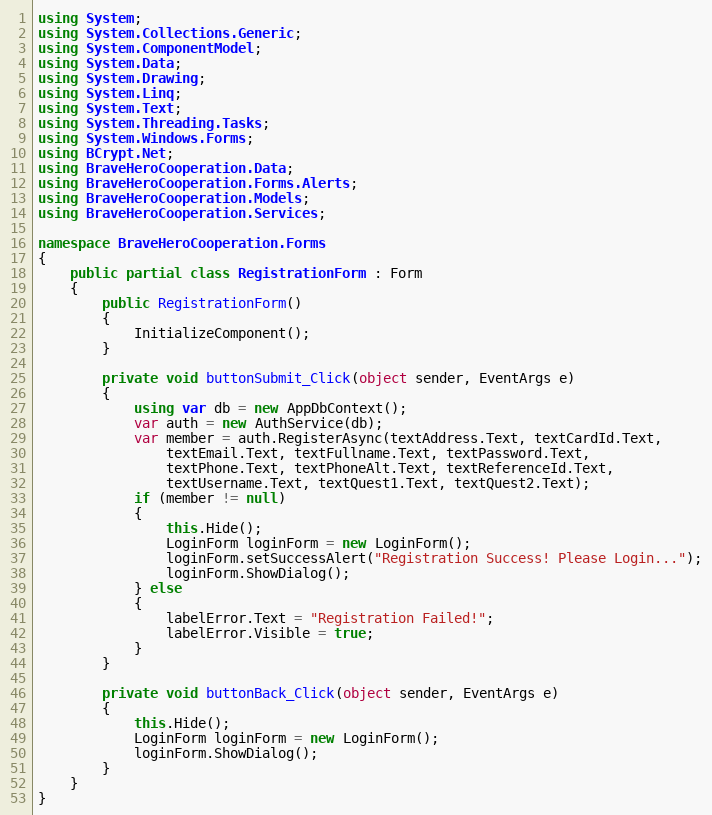 1 using System;
2 using System.Collections.Generic;
3 using System.ComponentModel;
4 using System.Data;
5 using System.Drawing;
6 using System.Linq;
7 using System.Text;
8 using System.Threading.Tasks;
9 using System.Windows.Forms;
10 using BCrypt.Net;
11 using BraveHeroCooperation.Data;
12 using BraveHeroCooperation.Forms.Alerts;
13 using BraveHeroCooperation.Models;
14 using BraveHeroCooperation.Services;
15
16 namespace BraveHeroCooperation.Forms
17 {
18     public partial class RegistrationForm : Form
19     {
20         public RegistrationForm()
21         {
22             InitializeComponent();
23         }
24
25         private void buttonSubmit_Click(object sender, EventArgs e)
26         {
27             using var db = new AppDbContext();
28             var auth = new AuthService(db);
29             var member = auth.RegisterAsync(textAddress.Text, textCardId.Text,
30                 textEmail.Text, textFullname.Text, textPassword.Text,
31                 textPhone.Text, textPhoneAlt.Text, textReferenceId.Text,
32                 textUsername.Text, textQuest1.Text, textQuest2.Text);
33             if (member != null)
34             {
35                 this.Hide();
36                 LoginForm loginForm = new LoginForm();
37                 loginForm.setSuccessAlert("Registration Success! Please Login...");
38                 loginForm.ShowDialog();
39             } else
40             {
41                 labelError.Text = "Registration Failed!";
42                 labelError.Visible = true;
43             }
44         }
45
46         private void buttonBack_Click(object sender, EventArgs e)
47         {
48             this.Hide();
49             LoginForm loginForm = new LoginForm();
50             loginForm.ShowDialog();
51         }
52     }
53 }